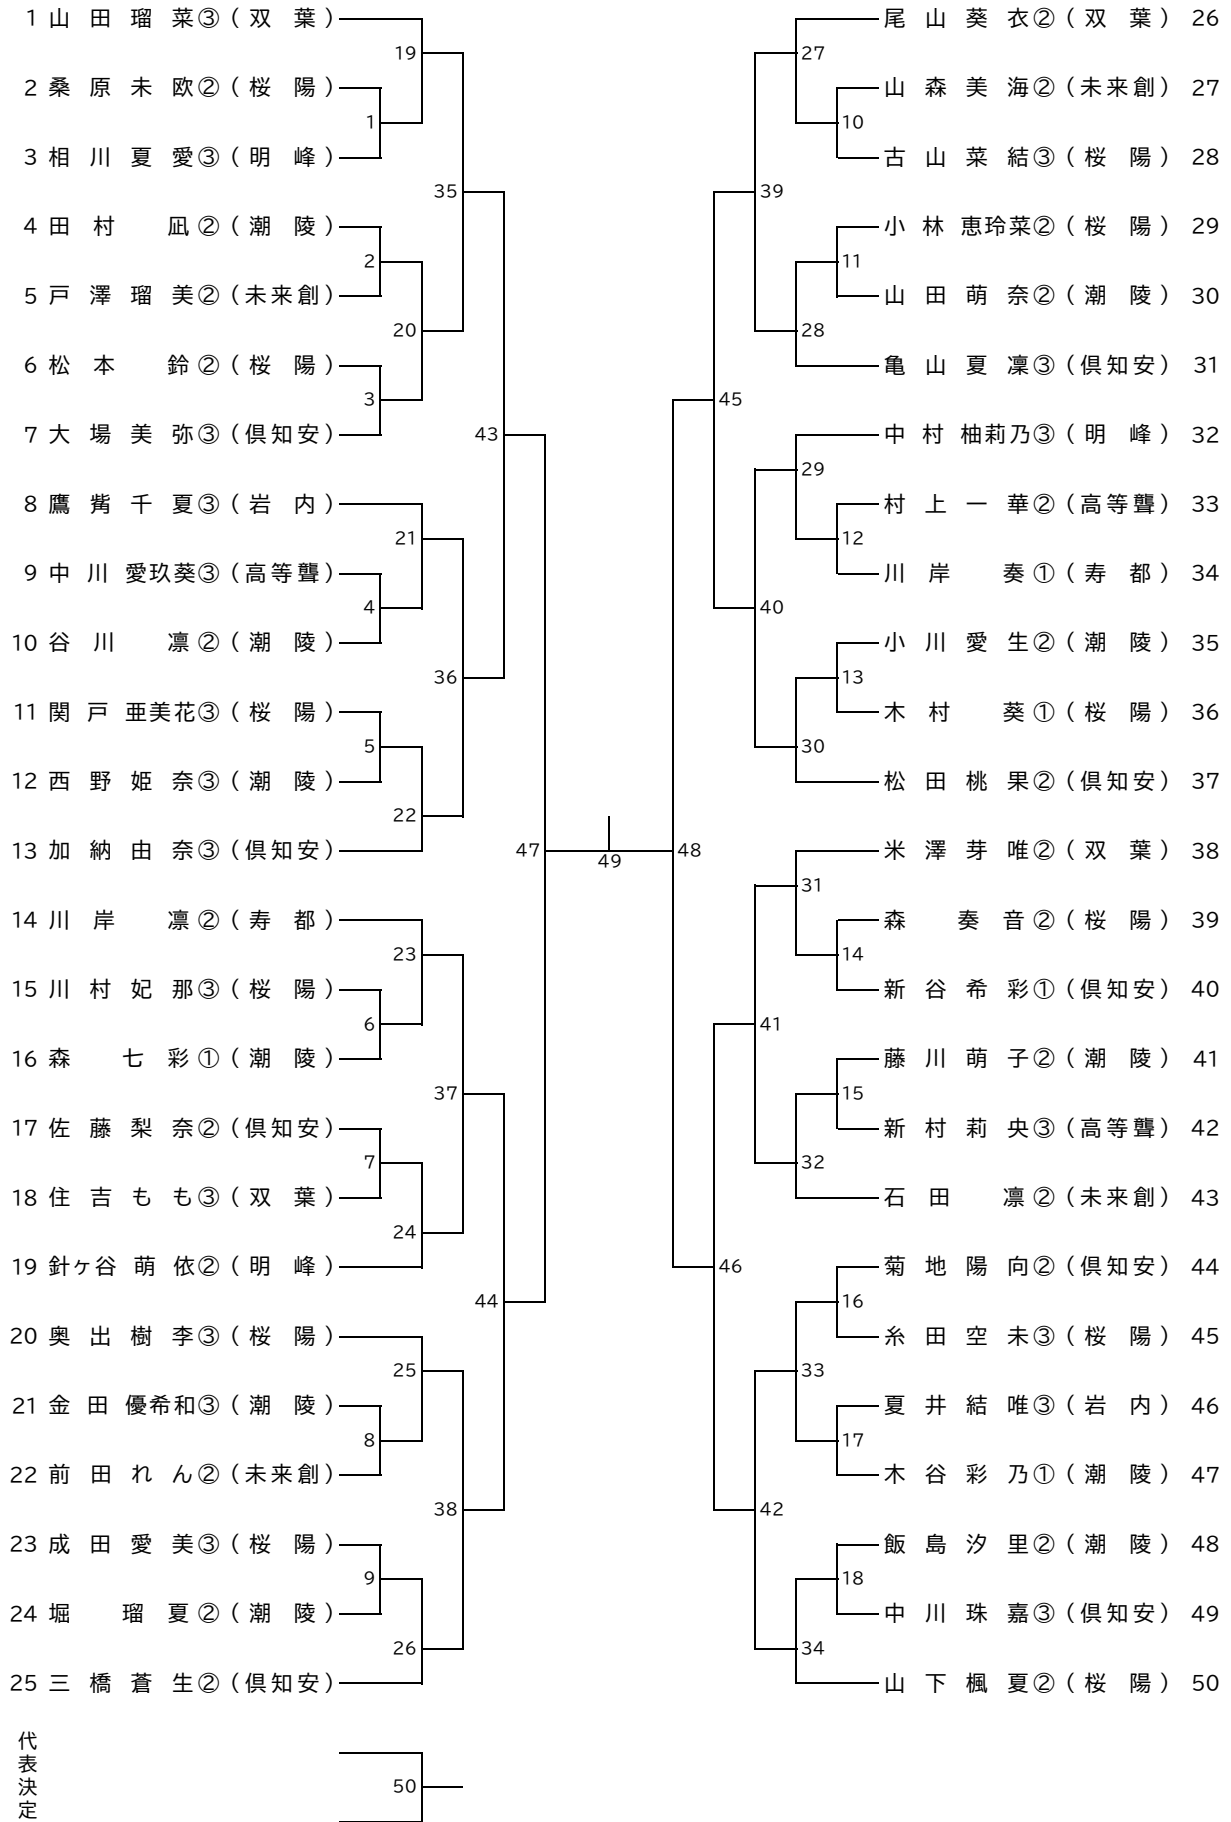 1 山田瑠菜③(双葉)
2 桑原未欧②(桜陽)
3 相川夏愛③(明峰)
4 田村凪②(潮陵)
5 戸澤瑠美②(未来創)
6 松本鈴②(桜陽)
7 大場美弥③(倶知安)
8 鷹觜千夏③(岩内)
9 中川愛玖葵③(高等聾)
10 谷川凛②(潮陵)
11 関戸亜美花③(桜陽)
12 西野姫奈③(潮陵)
13 加納由奈③(倶知安)
14 川岸凛②(寿都)
15 川村妃那③(桜陽)
16 森七彩①(潮陵)
17 佐藤梨奈②(倶知安)
18 住吉もも③(双葉)
19 針ヶ谷萌依②(明峰)
20 奥出樹李③(桜陽)
21 金田優希和③(潮陵)
22 前田れん②(未来創)
23 成田愛美③(桜陽)
24 堀瑠夏②(潮陵)
25 三橋蒼生②(倶知安)
代表決定
19
1
35
2
20
3
43
21
4
36
5
22
47
23
6
37
7
24
44
25
8
38
9
26
50
49
48
27
10
39
11
28
45
29
12
40
13
30
31
14
41
15
32
46
16
33
17
42
18
34
尾山葵衣②(双葉) 26
山森美海②(未来創) 27
古山菜結③(桜陽) 28
小林恵玲菜②(桜陽) 29
山田萌奈②(潮陵) 30
亀山夏凜③(倶知安) 31
中村柚莉乃③(明峰) 32
村上一華②(高等聾) 33
川岸奏①(寿都) 34
小川愛生②(潮陵) 35
木村葵①(桜陽) 36
松田桃果②(倶知安) 37
米澤芽唯②(双葉) 38
森奏音②(桜陽) 39
新谷希彩①(倶知安) 40
藤川萌子②(潮陵) 41
新村莉央③(高等聾) 42
石田凛②(未来創) 43
菊地陽向②(倶知安) 44
糸田空未③(桜陽) 45
夏井結唯③(岩内) 46
木谷彩乃①(潮陵) 47
飯島汐里②(潮陵) 48
中川珠嘉③(倶知安) 49
山下楓夏②(桜陽) 50